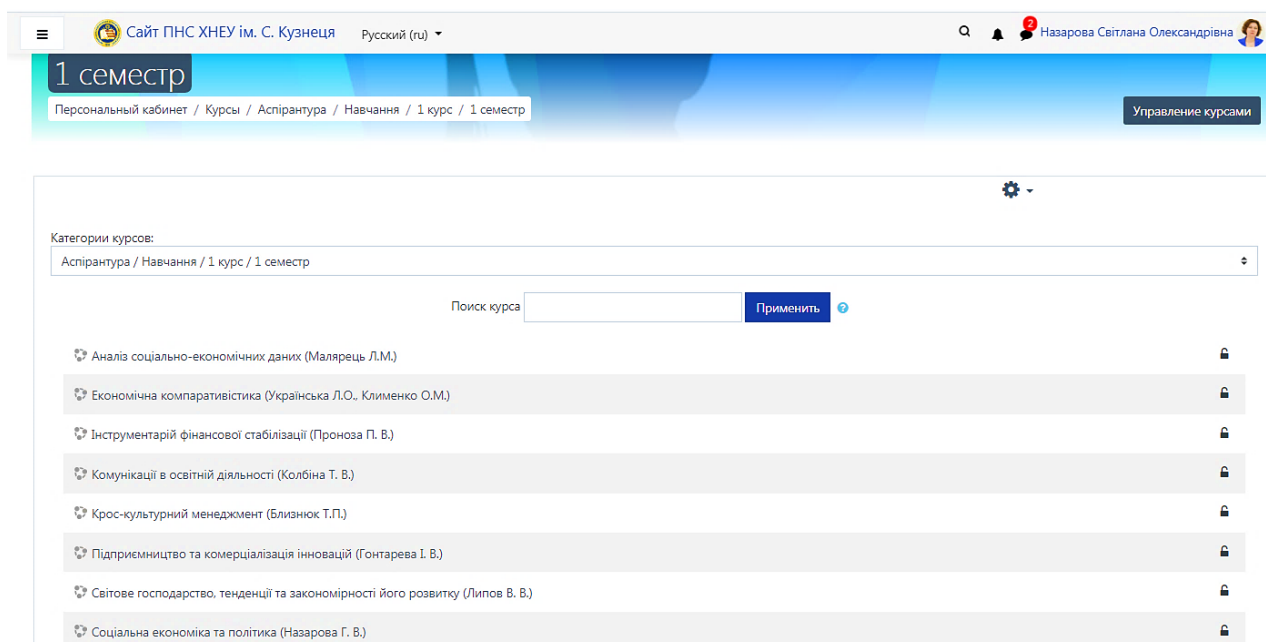 Сайт ПНС ХНЕУ ім. С. Кузнеця Русский (ru) 2 Назарова Світлана Олександрівна
1 семестр
Персональный кабинет / Курсы / Аспірантура / Навчання / 1 курс / 1 семестр
Управление курсами
Категории курсов:
Аспірантура / Навчання / 1 курс / 1 семестр
Поиск курса Применить ?
Аналіз соціально-економічних даних (Малярець Л.М.)
Економічна компаративістика (Українська Л.О., Клименко О.М.)
Інструментарій фінансової стабілізації (Проноза П. В.)
Комунікації в освітній діяльності (Колбіна Т. В.)
Крос-культурний менеджмент (Близнюк Т.П.)
Підприємництво та комерціалізація інновацій (Гонтарева І. В.)
Світове господарство, тенденції та закономірності його розвитку (Липов В. В.)
Соціальна економіка та політика (Назарова Г. В.)